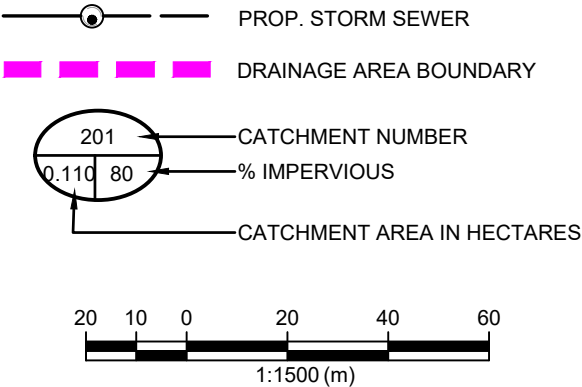 PROP. STORM SEWER
DRAINAGE AREA BOUNDARY
201
CATCHMENT NUMBER
0.110 80
% IMPERVIOUS
CATCHMENT AREA IN HECTARES
20 10 0 20 40 60
1:1500 (m)